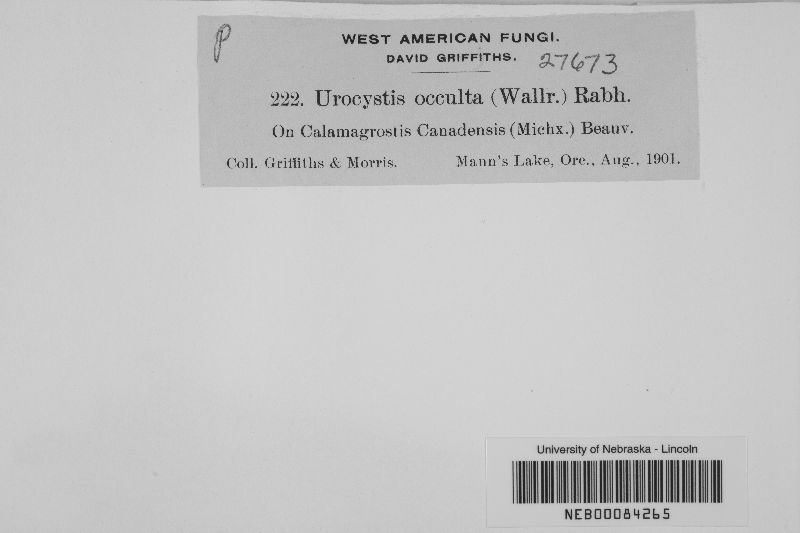 P
WEST AMERICAN FUNGI.
DAVID GRIFFITHS.
27673
222. Urocystis occulta (Wallr.) Rabh.
On Calamagrostis Canadensis (Michx.) Beauv.
Coll. Griffiths & Morris. Mann's Lake, Ore., Aug., 1901.
University of Nebraska - Lincoln
NEB00084265